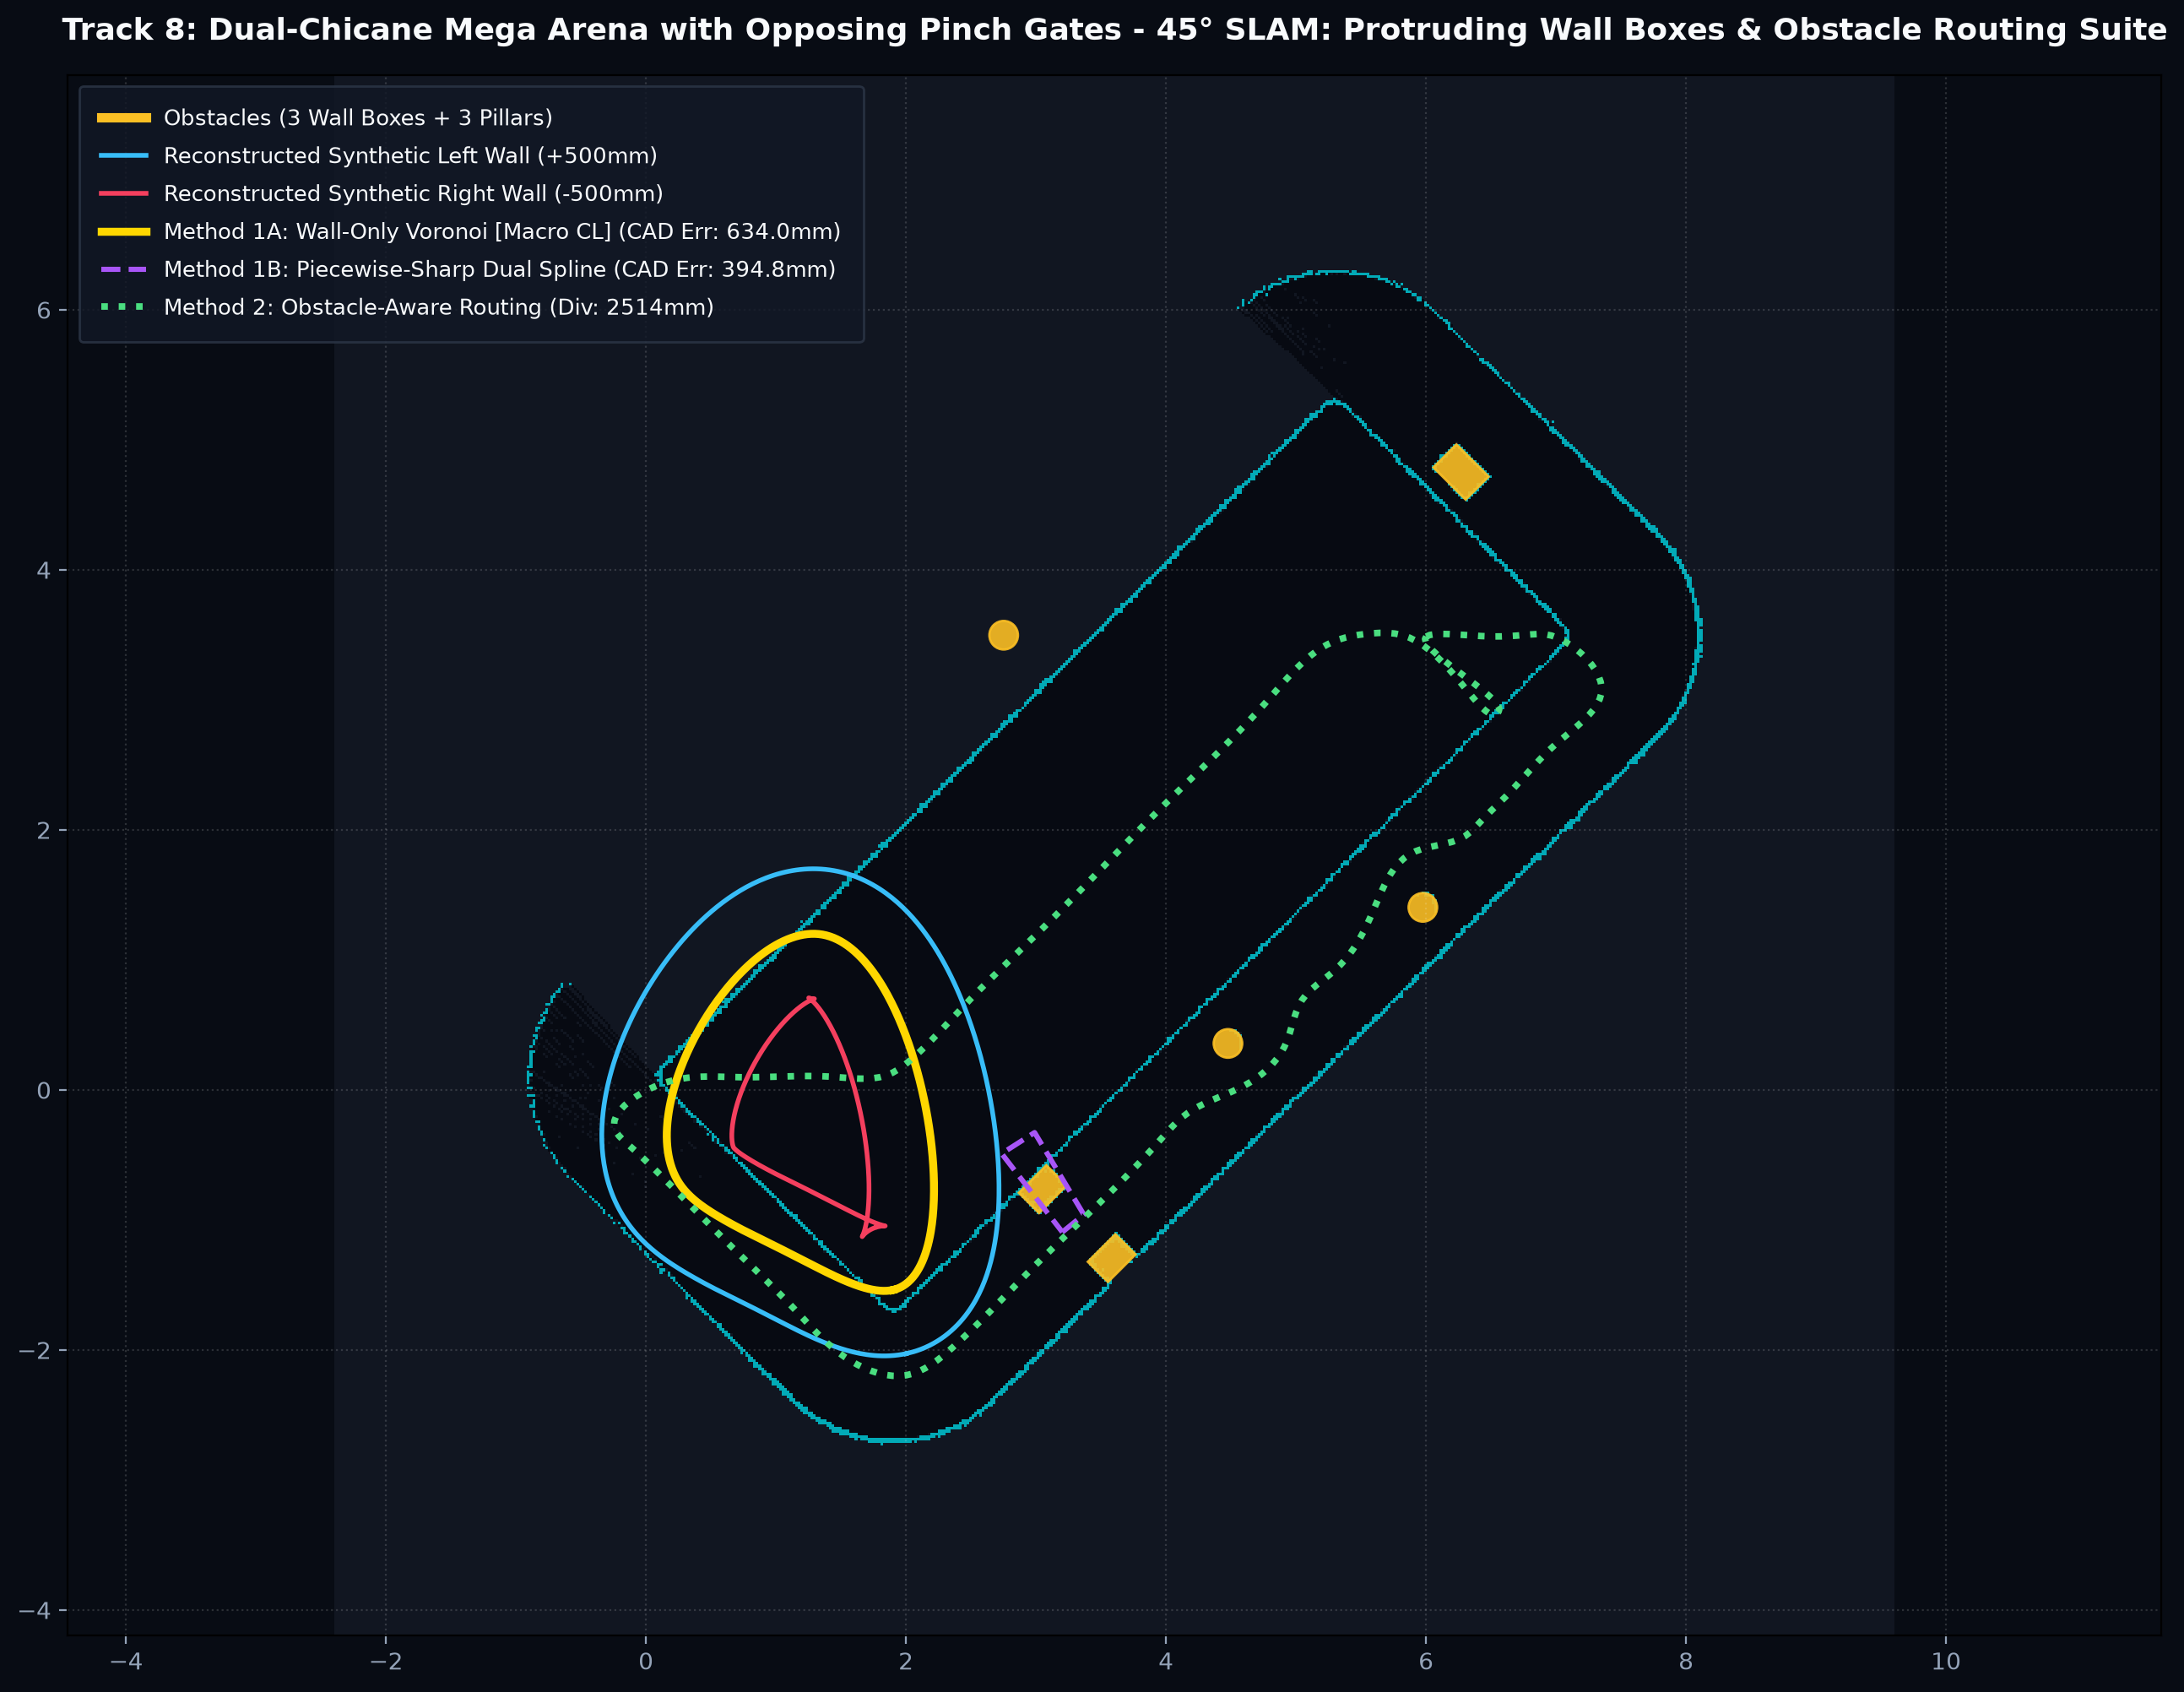 Track 8: Dual-Chicane Mega Arena with Opposing Pinch Gates - 45° SLAM: Protruding Wall Boxes & Obstacle Routing Suite
Obstacles (3 Wall Boxes + 3 Pillars)
Reconstructed Synthetic Left Wall (+500mm)
Reconstructed Synthetic Right Wall (-500mm)
Method 1A: Wall-Only Voronoi [Macro CL] (CAD Err: 634.0mm)
Method 1B: Piecewise-Sharp Dual Spline (CAD Err: 394.8mm)
Method 2: Obstacle-Aware Routing (Div: 2514mm)
6
4
2
0
−2
−4
−4 −2 0 2 4 6 8 10